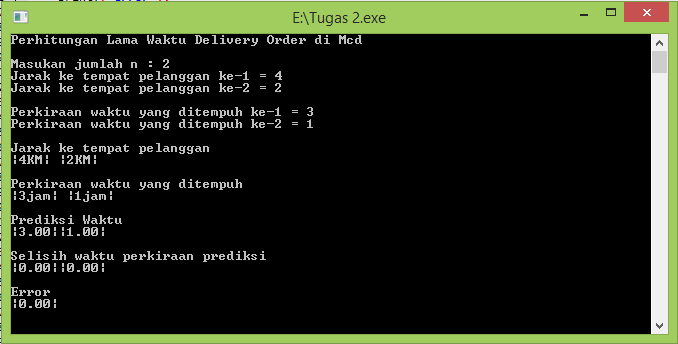 E:\Tugas 2.exe
Perhitungan Lama Waktu Delivery Order di Mcd
Masukan jumlah n : 2
Jarak ke tempat pelanggan ke-1 = 4
Jarak ke tempat pelanggan ke-2 = 2
Perkiraan waktu yang ditempuh ke-1 = 3
Perkiraan waktu yang ditempuh ke-2 = 1
Jarak ke tempat pelanggan
|4KM| |2KM|
Perkiraan waktu yang ditempuh
|3jam| |1jam|
Prediksi Waktu
|3.00||1.00|
Selisih waktu perkiraan prediksi
|0.00||0.00|
Error
|0.00|